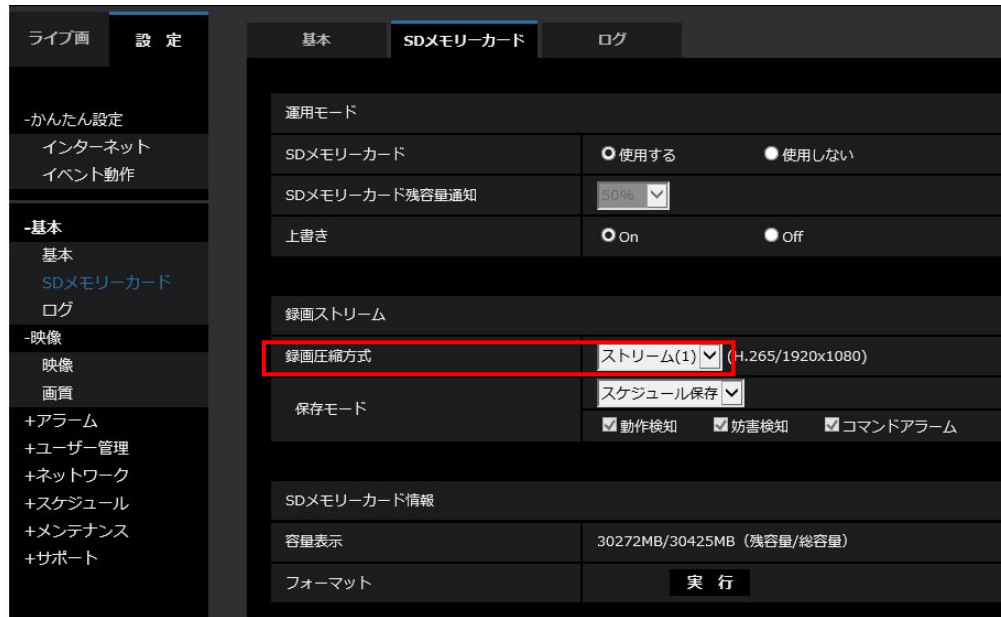 ライブ画
設 定
基本
SDメモリーカード
ログ
-かんたん設定
インターネット
イベント動作
-基本
基本
SDメモリーカード
ログ
-映像
映像
画質
+アラーム
+ユーザー管理
+ネットワーク
+スケジュール
+メンテナンス
+サポート
運用モード
SDメモリーカード 使用する 使用しない
SDメモリーカード残容量通知 50%
上書き On Off
録画ストリーム
録画圧縮方式 ストリーム(1) (H.265/1920x1080)
保存モード スケジュール保存
動作検知 妨害検知 コマンドアラーム
SDメモリーカード情報
容量表示 30272MB/30425MB（残容量/総容量）
フォーマット 実 行